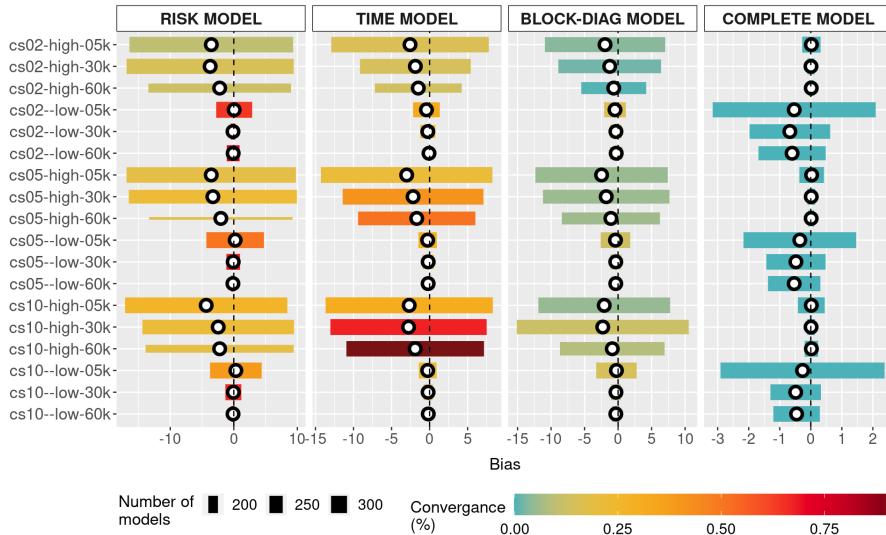 RISK MODEL TIME MODEL BLOCK-DIAG MODEL COMPLETE MODEL
cs02-high-05k
cs02-high-30k
cs02-high-60k
cs02--low-05k
cs02--low-30k
cs02--low-60k
cs05-high-05k
cs05-high-30k
cs05-high-60k
cs05--low-05k
cs05--low-30k
cs05--low-60k
cs10-high-05k
cs10-high-30k
cs10-high-60k
cs10--low-05k
cs10--low-30k
cs10--low-60k
-10 0 10 -15 -10 -5 0 5 -15 -10 -5 0 5 10 -3 -2 -1 0 1 2
Bias
Number of models 200 250 300
Convergance (%) 0.00 0.25 0.50 0.75